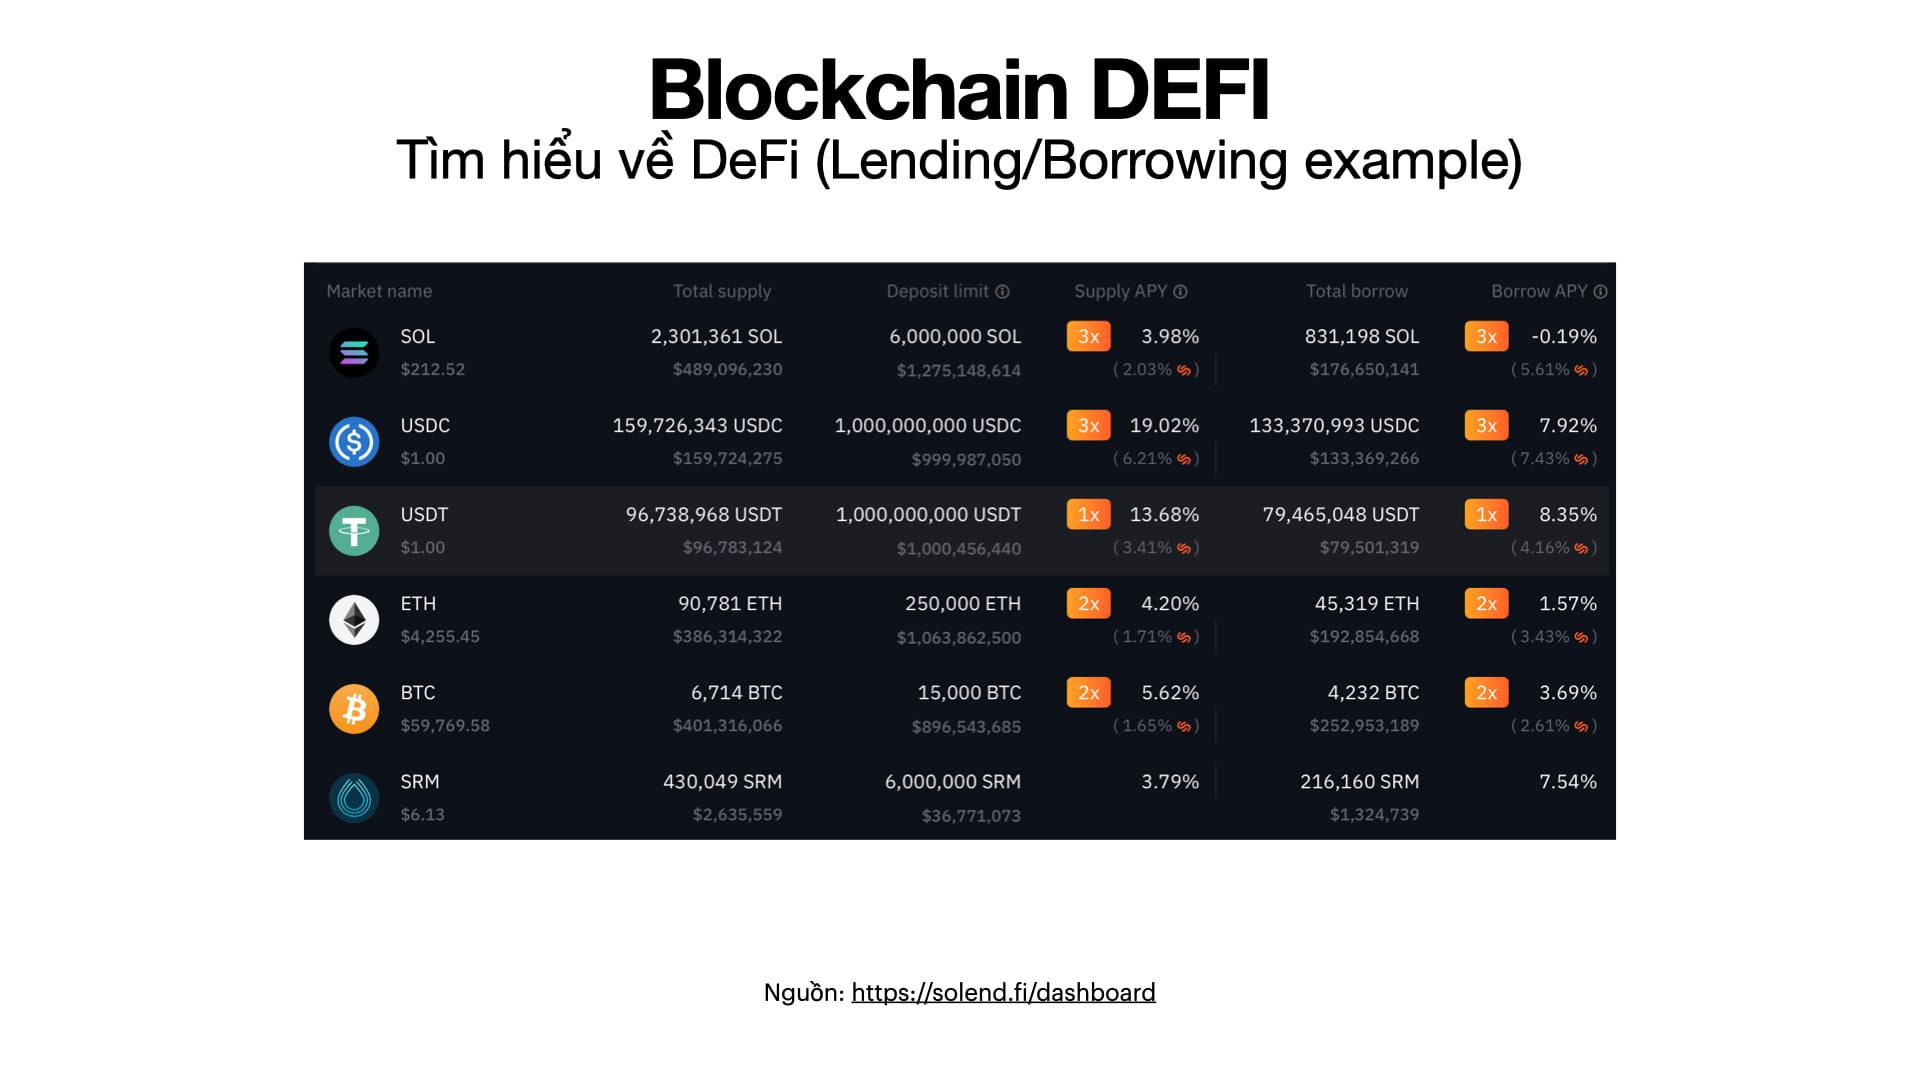 Blockchain DEFI
Tìm hiểu về DeFi (Lending/Borrowing example)
Market name Total supply Deposit limit Supply APY Total borrow Borrow APY
SOL 2,301,361 SOL 6,000,000 SOL 3x 3.98% 831,198 SOL 3x -0.19%
$212.52 $489,096,230 $1,275,148,614 ( 2.03% ) $176,650,141 ( 5.61% )
USDC 159,726,343 USDC 1,000,000,000 USDC 3x 19.02% 133,370,993 USDC 3x 7.92%
$1.00 $159,724,275 $999,987,050 ( 6.21% ) $133,369,266 ( 7.43% )
USDT 96,738,968 USDT 1,000,000,000 USDT 1x 13.68% 79,465,048 USDT 1x 8.35%
$1.00 $96,783,124 $1,000,456,440 ( 3.41% ) $79,501,319 ( 4.16% )
ETH 90,781 ETH 250,000 ETH 2x 4.20% 45,319 ETH 2x 1.57%
$4,255.45 $386,314,322 $1,063,862,500 ( 1.71% ) $192,854,668 ( 3.43% )
BTC 6,714 BTC 15,000 BTC 2x 5.62% 4,232 BTC 2x 3.69%
$59,769.58 $401,316,066 $896,543,685 ( 1.65% ) $252,953,189 ( 2.61% )
SRM 430,049 SRM 6,000,000 SRM 3.79% 216,160 SRM 7.54%
$6.13 $2,635,559 $36,771,073 $1,324,739
Nguồn: https://solend.fi/dashboard